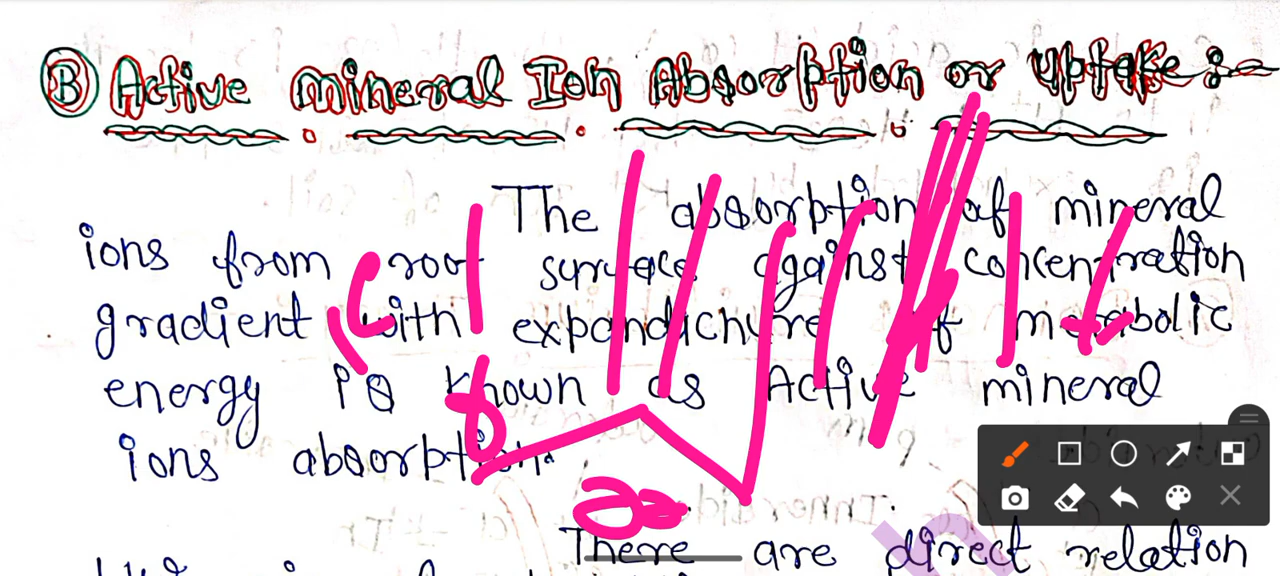 B Active mineral Ion Absorption or Uptake :-
The absorption of mineral
ions from root surface against concentration
gradient with expandichure of metabolic
energy is known as Active mineral
ions absorption.
There are direct relation